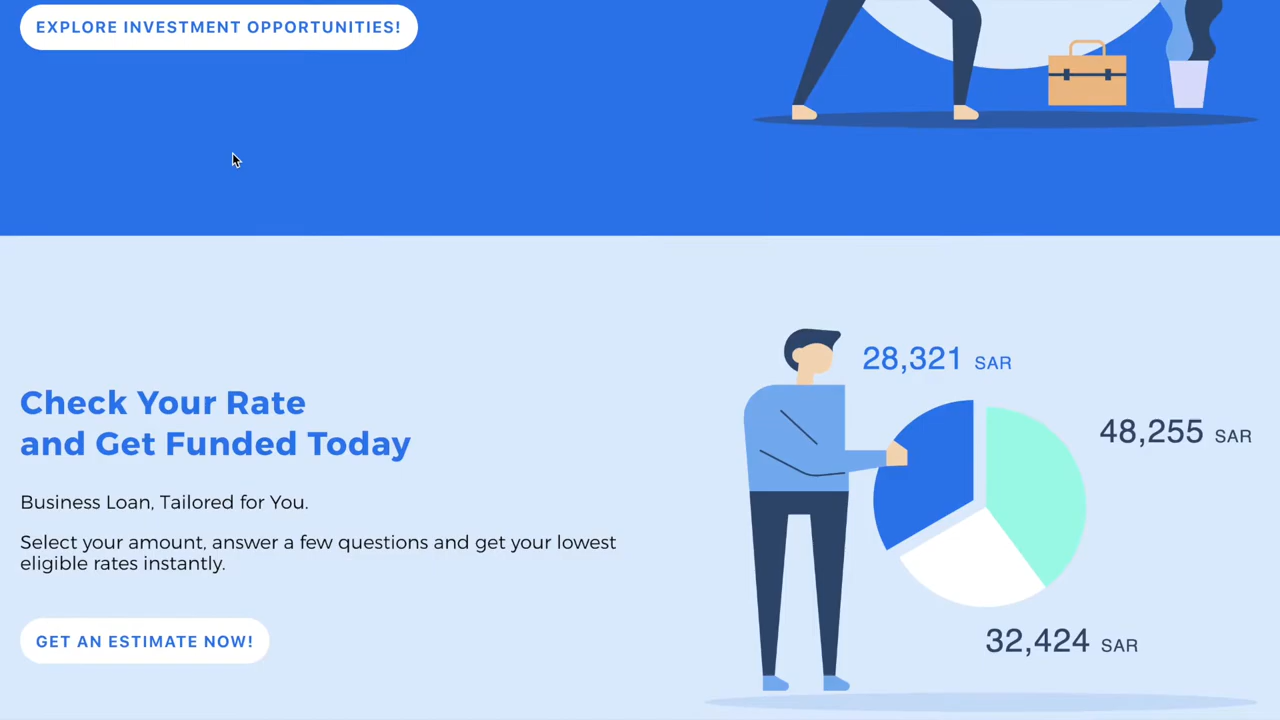 EXPLORE INVESTMENT OPPORTUNITIES!
Check Your Rate
and Get Funded Today
Business Loan, Tailored for You.
Select your amount, answer a few questions and get your lowest
eligible rates instantly.
GET AN ESTIMATE NOW!
28,321 SAR
48,255 SAR
32,424 SAR